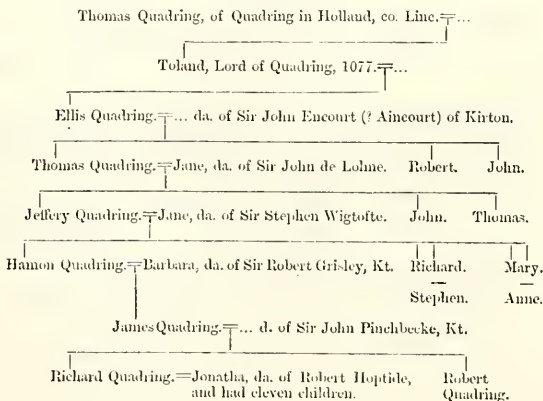 Thomas Quadring, of Quadring in Holland, co. Linc.=...
Toland, Lord of Quadring, 1077.=...
Ellis Quadring.=... da. of Sir John Encourt (? Aincourt) of Kirton.
Thomas Quadring.=Jane, da. of Sir John de Lohne. Robert. John.
Jeffery Quadring.=Jane, da. of Sir Stephen Wigtofte. John. Thomas.
Hamon Quadring.=Barbara, da. of Sir Robert Grisley, Kt. Richard. Mary.
Stephen. Anne.
James Quadring.=... d. of Sir John Pinchbecke, Kt.
Richard Quadring.=Jonatha, da. of Robert Hoptide, Robert
and had eleven children. Quadring.